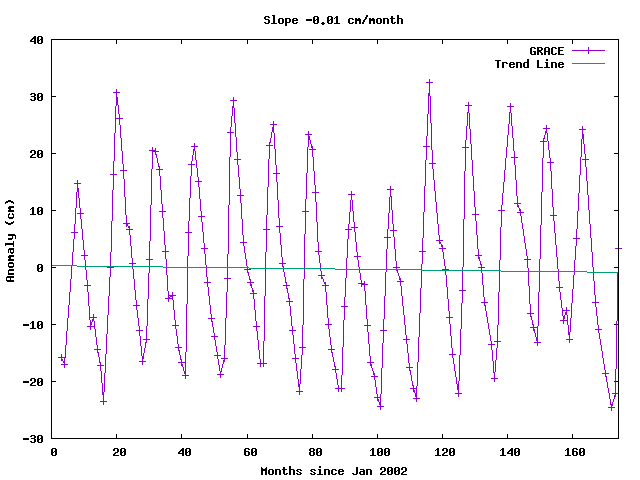 Slope -0.01 cm/month
GRACE
Trend Line
Anomaly (cm)
40
30
20
10
0
-10
-20
-30
0 20 40 60 80 100 120 140 160
Months since Jan 2002